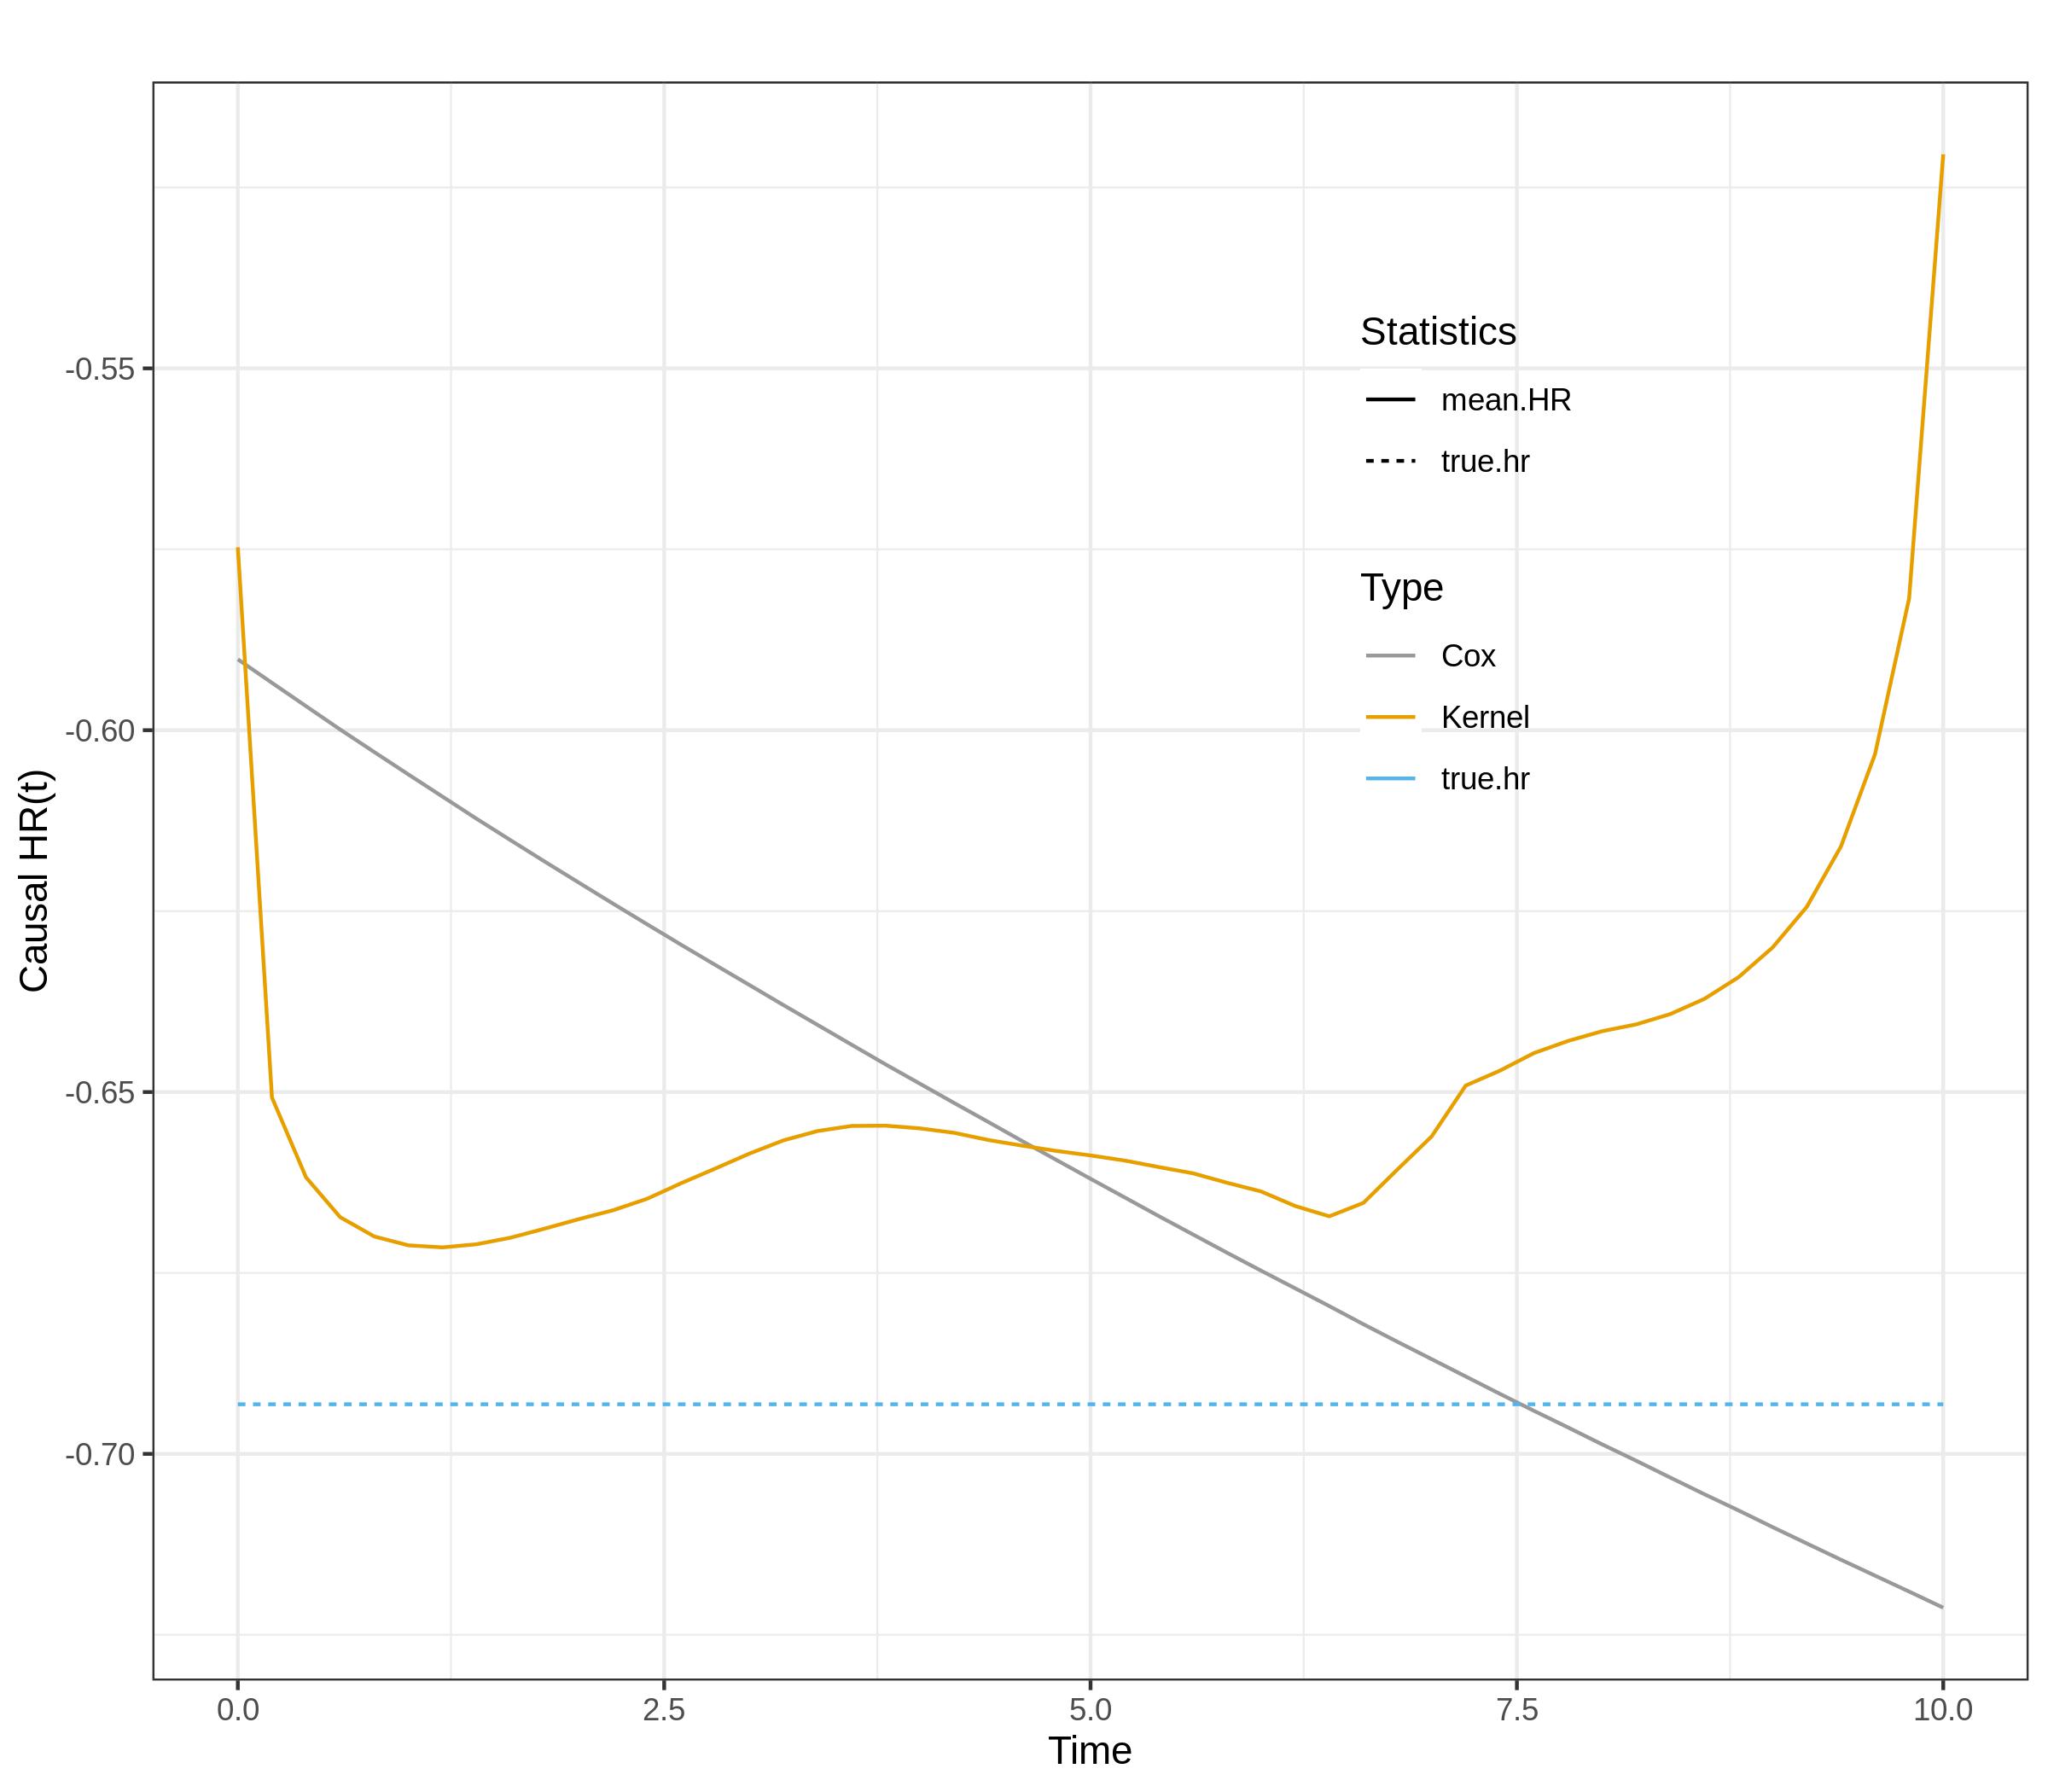 Causal HR(t)
-0.55
-0.60
-0.65
-0.70
Statistics
mean.HR
true.hr
Type
Cox
Kernel
true.hr
0.0 2.5 5.0 7.5 10.0
Time